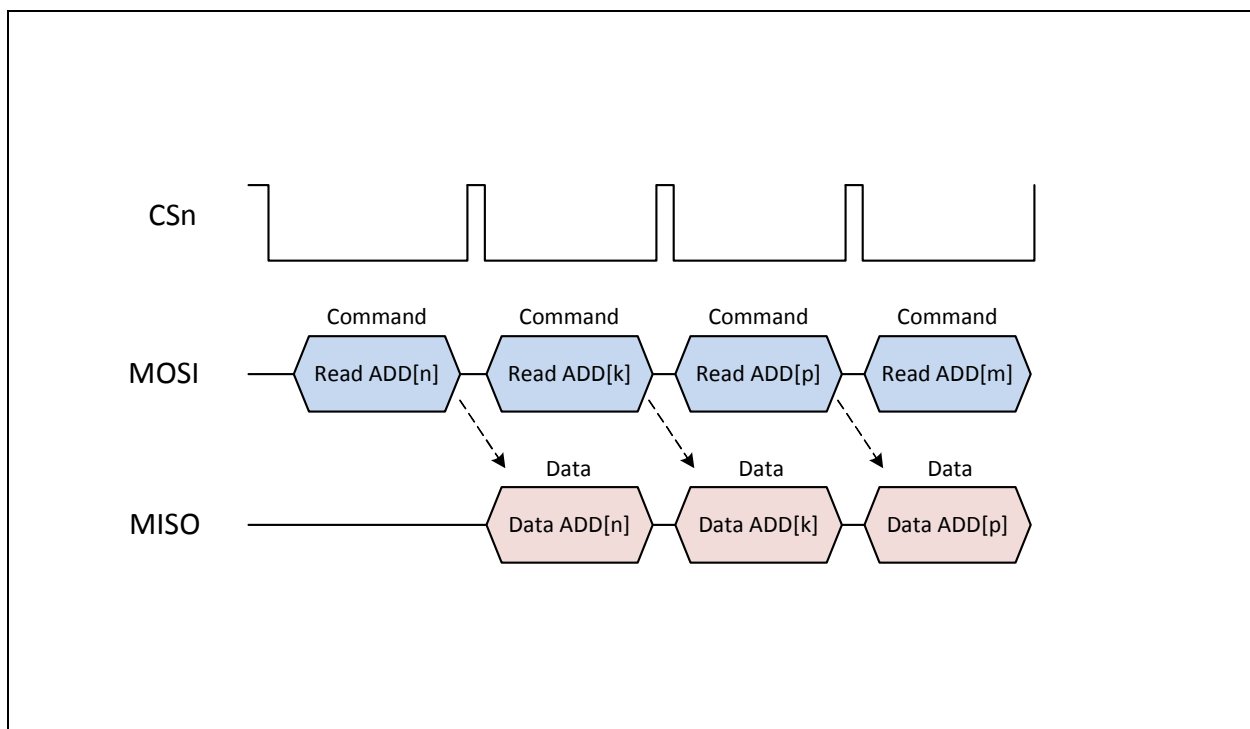 CSn
Command Command Command Command
MOSI Read ADD[n] Read ADD[k] Read ADD[p] Read ADD[m]
Data Data Data
MISO Data ADD[n] Data ADD[k] Data ADD[p]